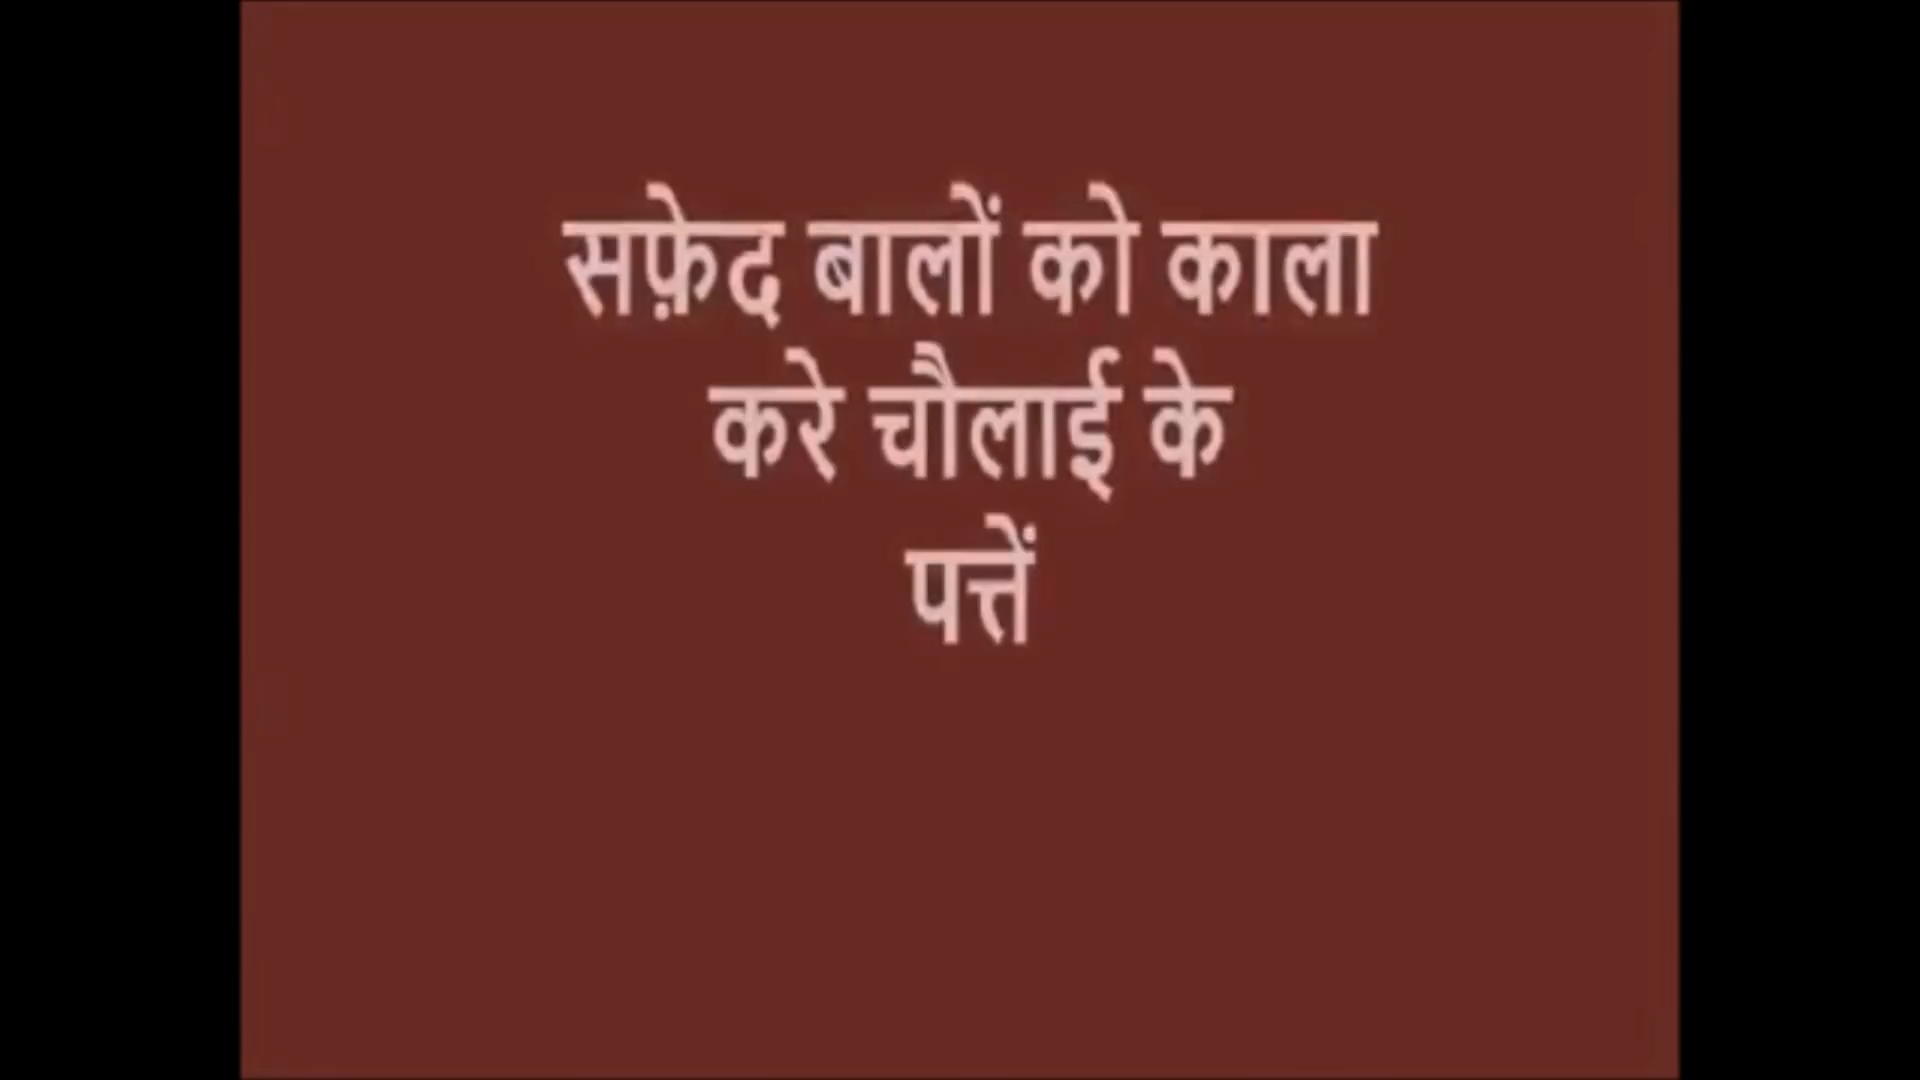 सफ़ेद बालों को काला
करे चौलाई के
पत्तें